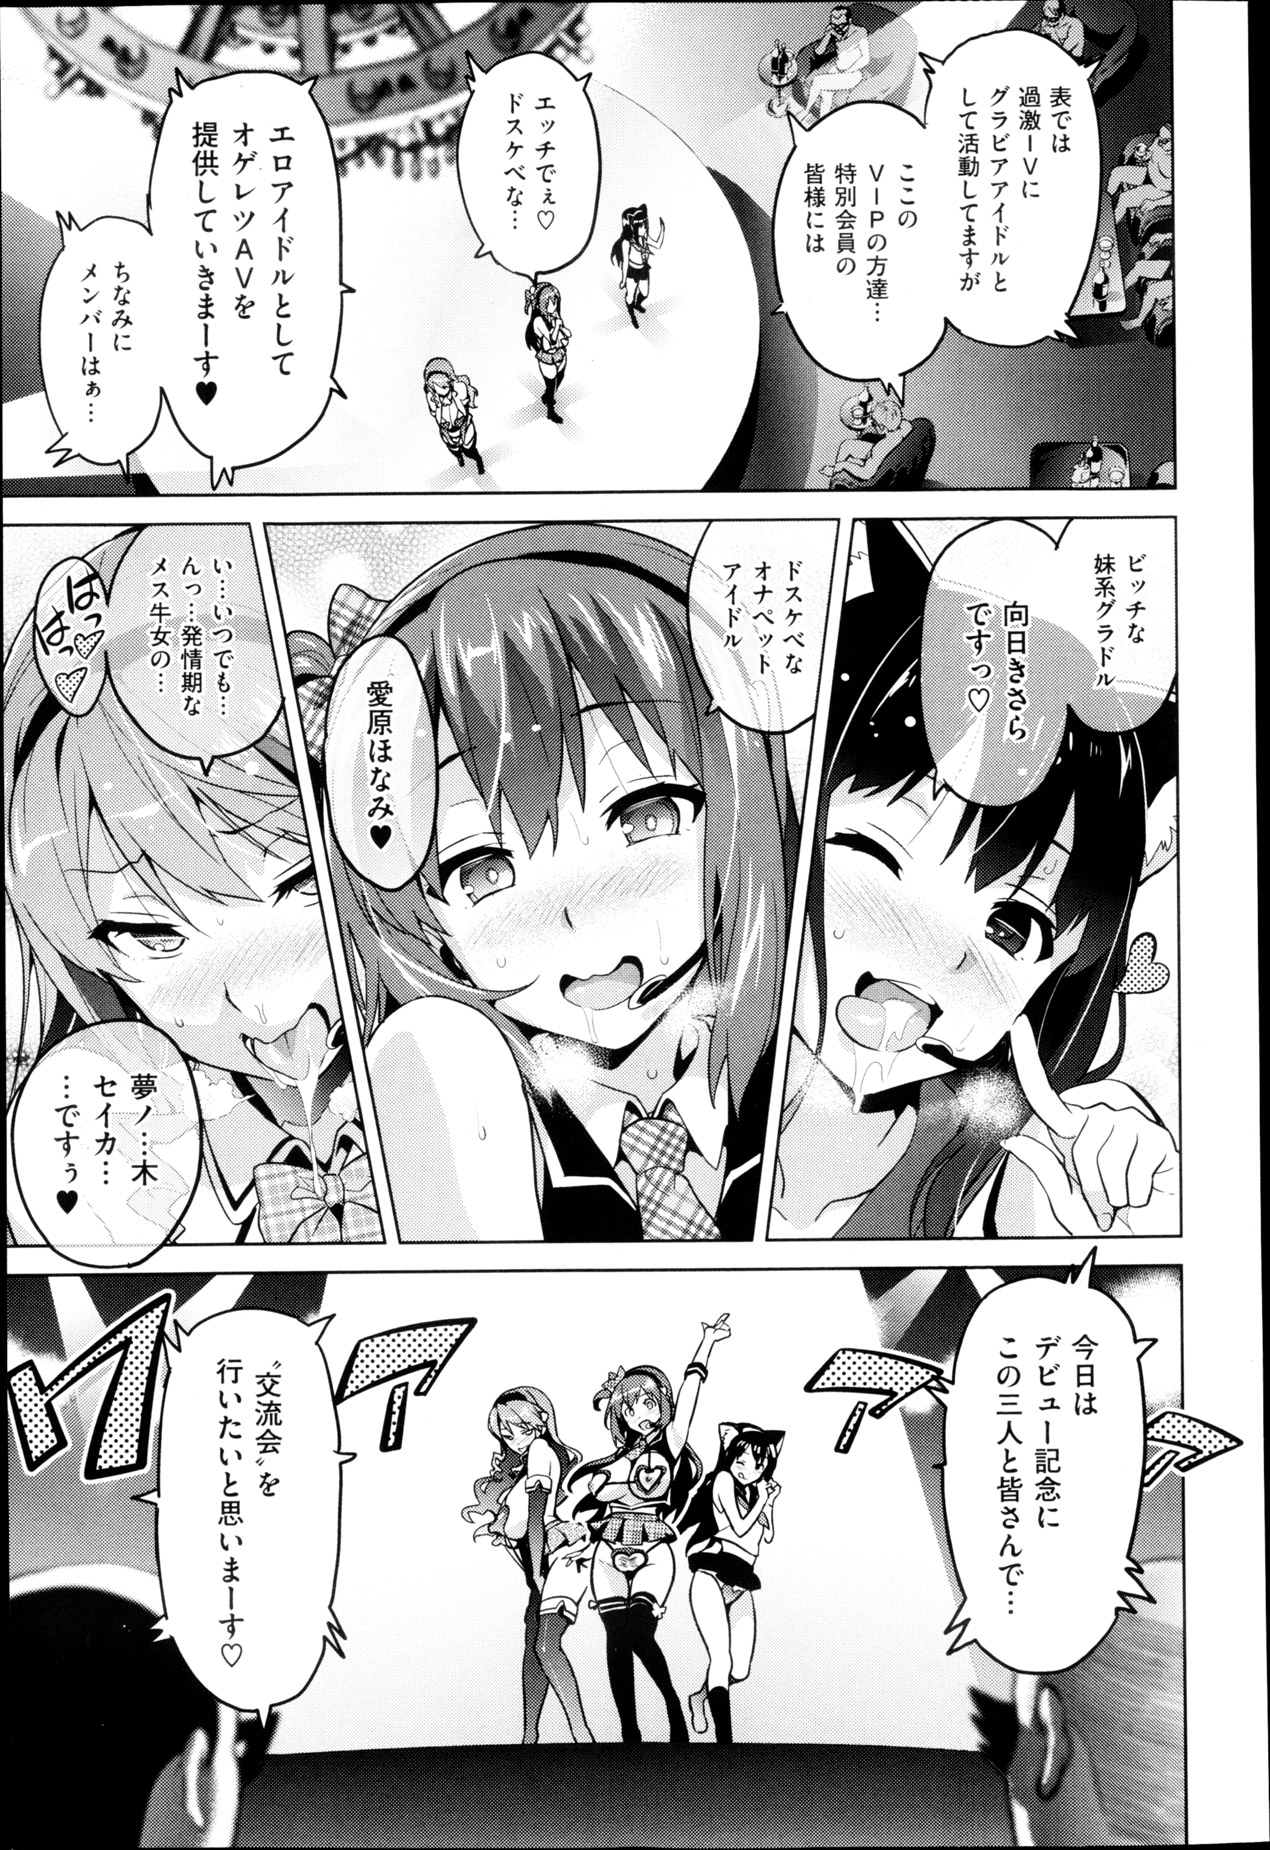 表では
過激ＩＶに
グラビアアイドルと
して活動してますが
ここの
ＶＩＰの方達…
特別会員の
皆様には
エッチでぇ♡
ドスケベな…
エロアイドルとして
オゲレツＡＶを
提供していきまーす♥
ちなみに
メンバーはぁ…
ビッチな
妹系グラドル
向日きさら
ですっ♡
ドスケベな
オナペット
アイドル
愛原ほなみ♥
い…いつでも…
んっ…発情期な
メス牛女の…
はっ♡
はっ♡
夢ノ…木
セイカ…
…ですぅ♥
今日は
デビュー記念に
この三人と皆さんで…
〝交流会〟を
行いたいと思いまーす♡
ワァァァ